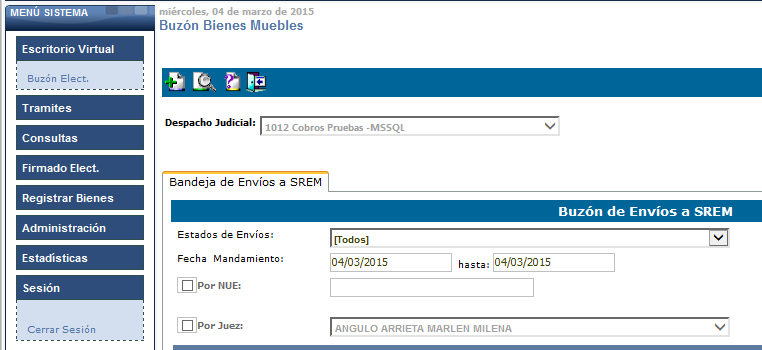 MENÚ SISTEMA
miércoles, 04 de marzo de 2015
Buzón Bienes Muebles
Escritorio Virtual
Buzón Elect.
Tramites
Consultas
Firmado Elect.
Registrar Bienes
Administración
Estadìsticas
Sesión
Cerrar Sesión
Despacho Judicial: 1012 Cobros Pruebas -MSSQL
Bandeja de Envíos a SREM
Buzón de Envíos a SREM
Estados de Envíos: [Todos]
Fecha Mandamiento: 04/03/2015 hasta: 04/03/2015
Por NUE:
Por Juez: ANGULO ARRIETA MARLEN MILENA